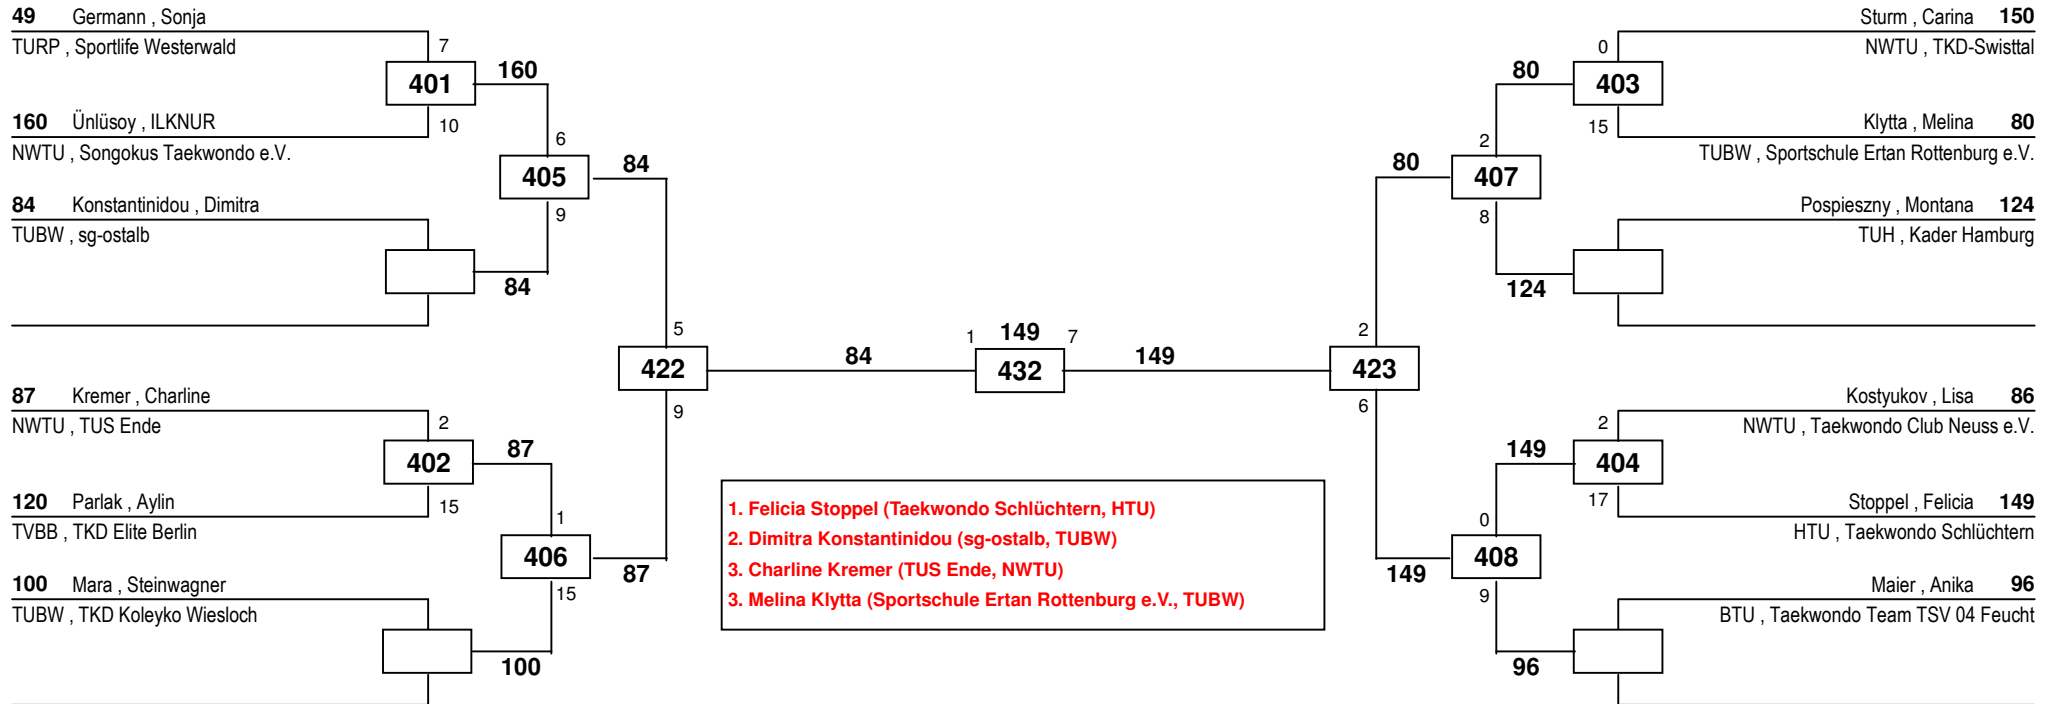 49 Germann , Sonja
TURP , Sportlife Westerwald
7
401
160
10
160 Ünlüsoy , ILKNUR
NWTU , Songokus Taekwondo e.V.
6
405
84
9
84 Konstantinidou , Dimitra
TUBW , sg-ostalb
84
5
422
84
9
87 Kremer , Charline
NWTU , TUS Ende
2
402
87
15
120 Parlak , Aylin
TVBB , TKD Elite Berlin
1
406
87
15
100 Mara , Steinwagner
TUBW , TKD Koleyko Wiesloch
100
1 149 7
432
149
1. Felicia Stoppel (Taekwondo Schlüchtern, HTU)
2. Dimitra Konstantinidou (sg-ostalb, TUBW)
3. Charline Kremer (TUS Ende, NWTU)
3. Melina Klytta (Sportschule Ertan Rottenburg e.V., TUBW)
Sturm , Carina 150
NWTU , TKD-Swisttal
0
80
403
15
Klytta , Melina 80
TUBW , Sportschule Ertan Rottenburg e.V.
2
80
407
8
Pospieszny , Montana 124
TUH , Kader Hamburg
124
2
423
6
Kostyukov , Lisa 86
NWTU , Taekwondo Club Neuss e.V.
2
149
404
17
Stoppel , Felicia 149
HTU , Taekwondo Schlüchtern
0
408
149
9
Maier , Anika 96
BTU , Taekwondo Team TSV 04 Feucht
96